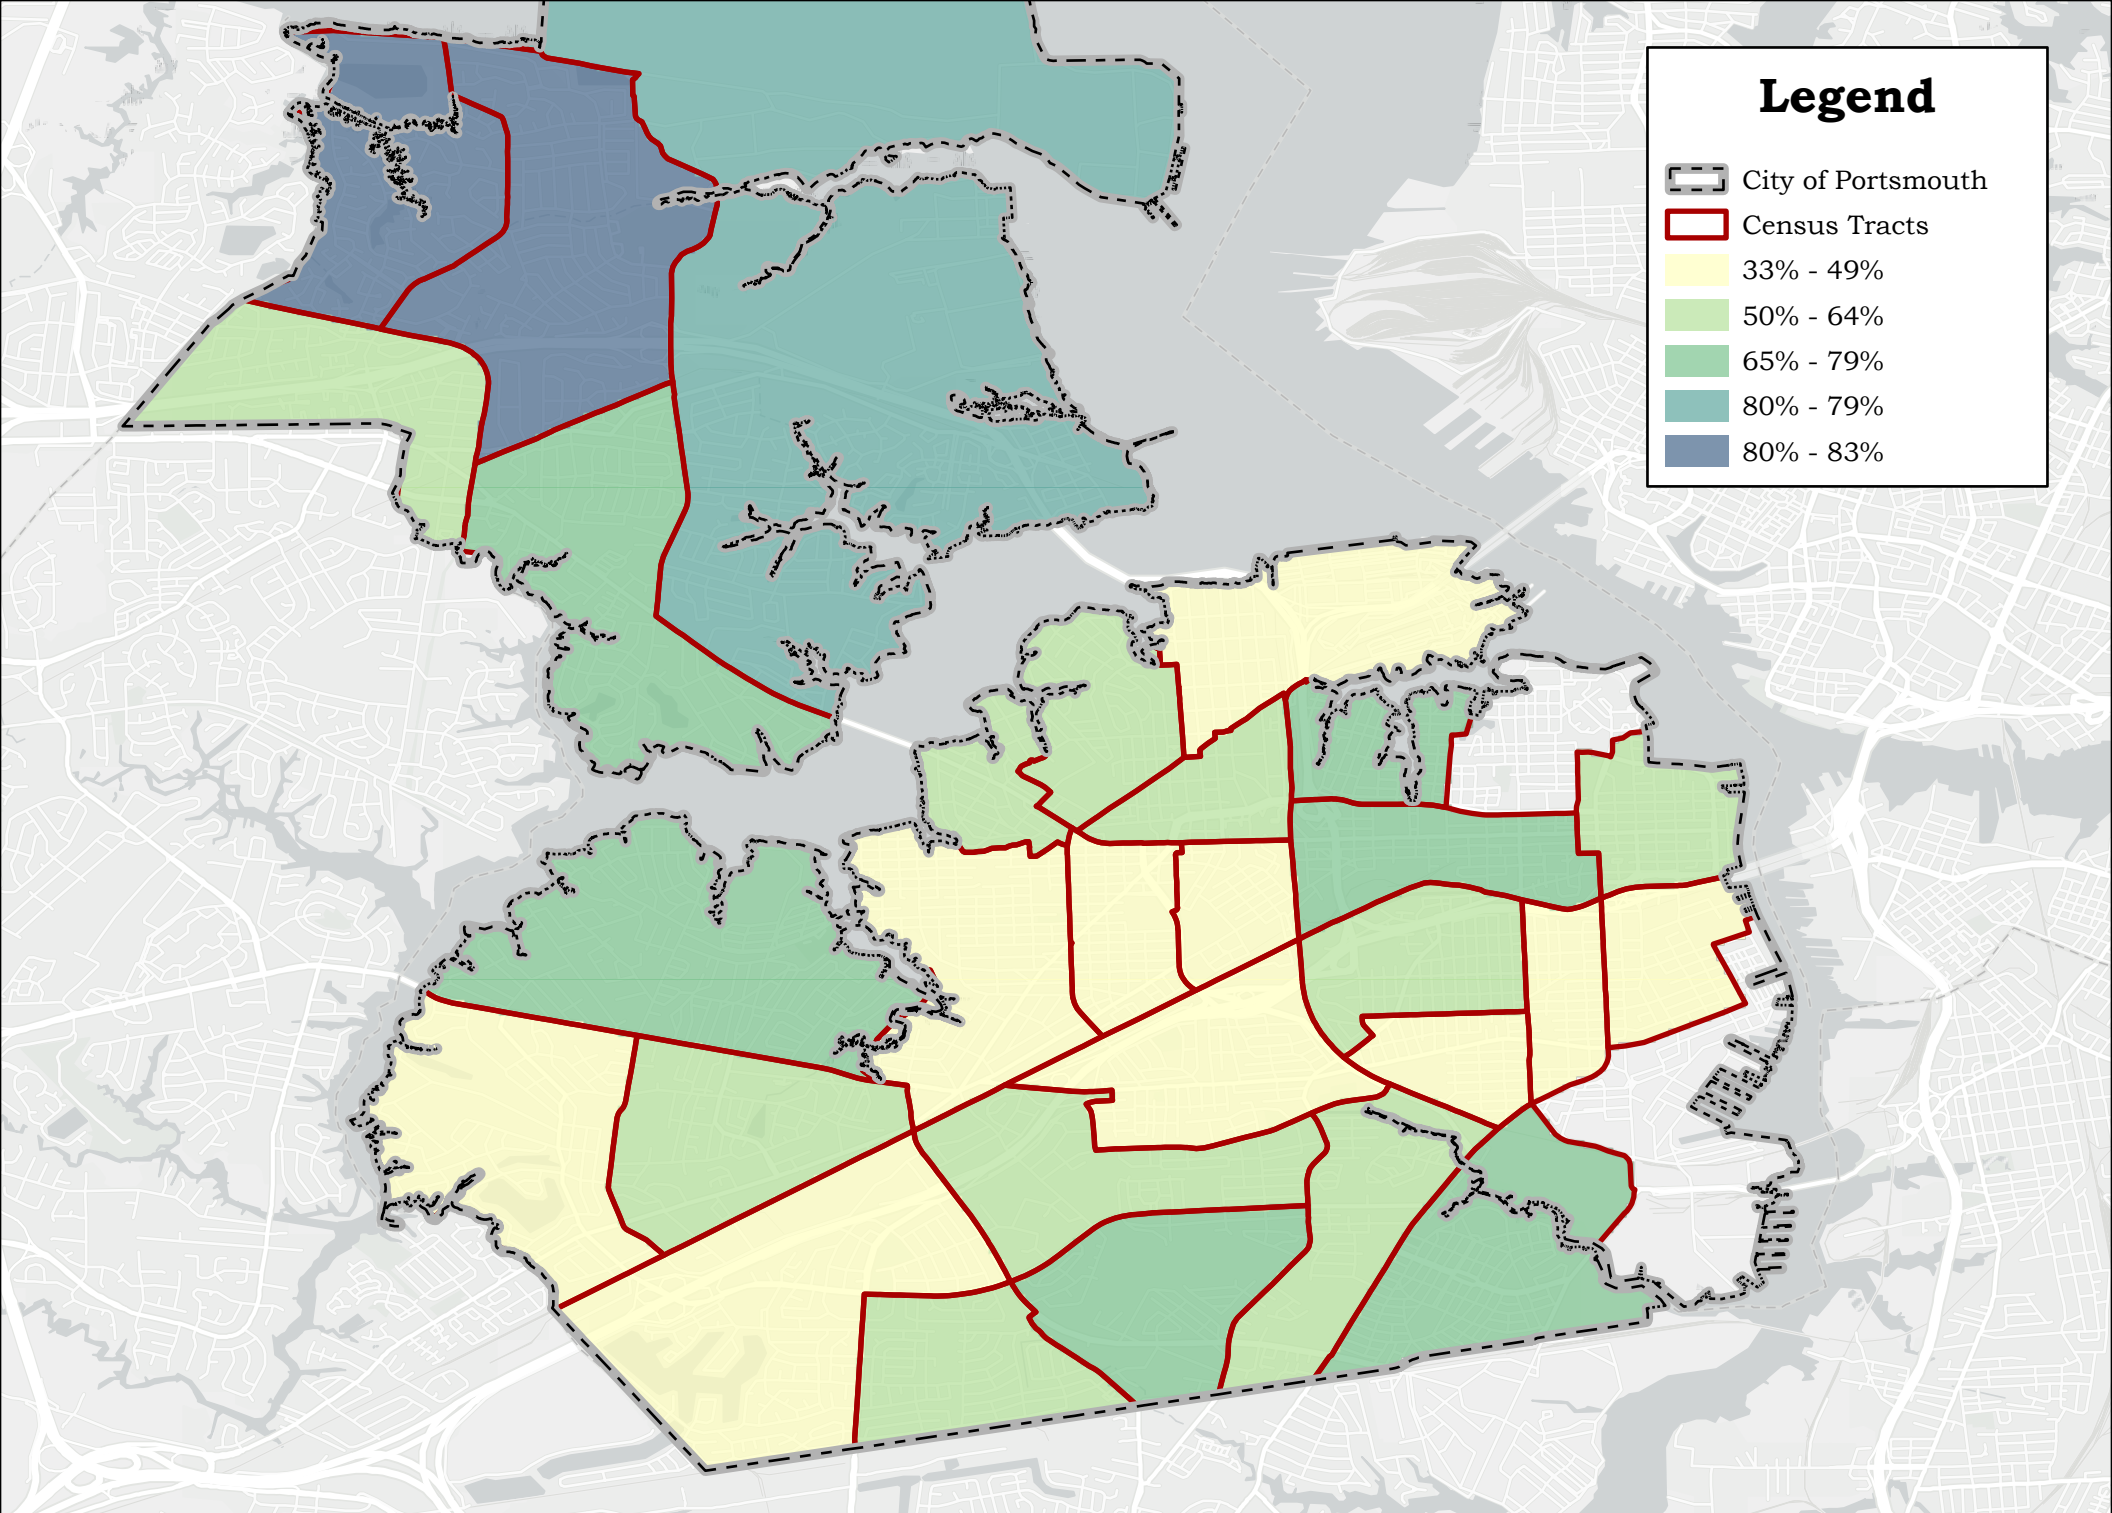 Legend
City of Portsmouth
Census Tracts
33% - 49%
50% - 64%
65% - 79%
80% - 79%
80% - 83%